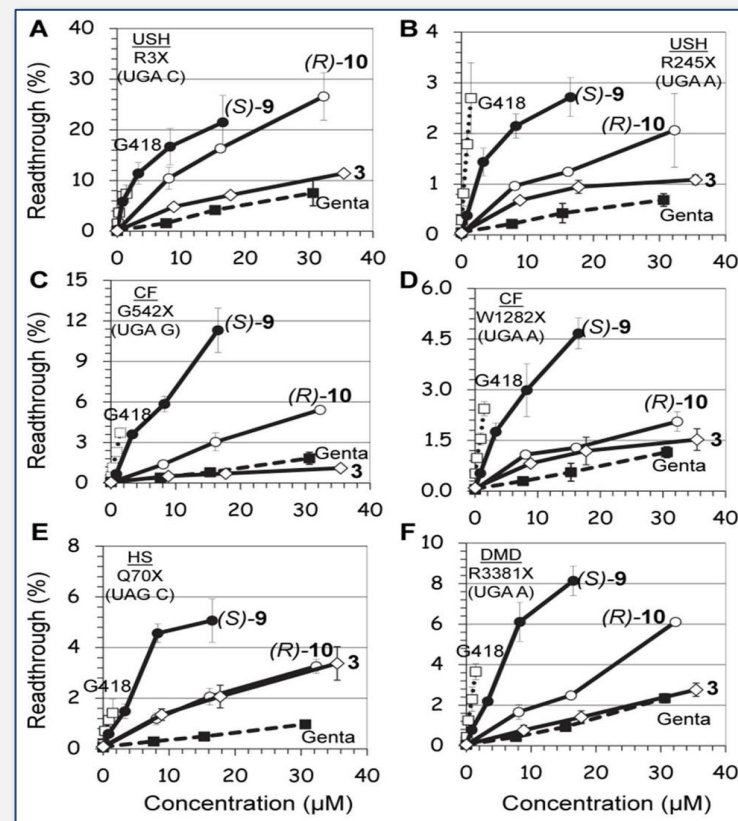 A
USH
R3X
(UGA C)
Readthrough (%)
40
30
20
10
0
G418
(S)-9
(R)-10
3
Genta
0 10 20 30 40
B
USH
R245X
(UGA A)
4
3
2
1
0
G418
(S)-9
(R)-10
3
Genta
0 10 20 30 40
C
CF
G542X
(UGA G)
Readthrough (%)
15
12
9
6
3
0
G418
(S)-9
(R)-10
Genta
3
0 10 20 30 40
D
CF
W1282X
(UGA A)
6.0
4.5
3.0
1.5
0.0
G418
(S)-9
(R)-10
3
Genta
0 10 20 30 40
E
HS
Q70X
(UAG C)
Readthrough (%)
8
6
4
2
0
G418
(S)-9
(R)-10
3
Genta
0 10 20 30 40
Concentration (µM)
F
DMD
R3381X
(UGA A)
10
8
6
4
2
0
G418
(S)-9
(R)-10
3
Genta
0 10 20 30 40
Concentration (µM)